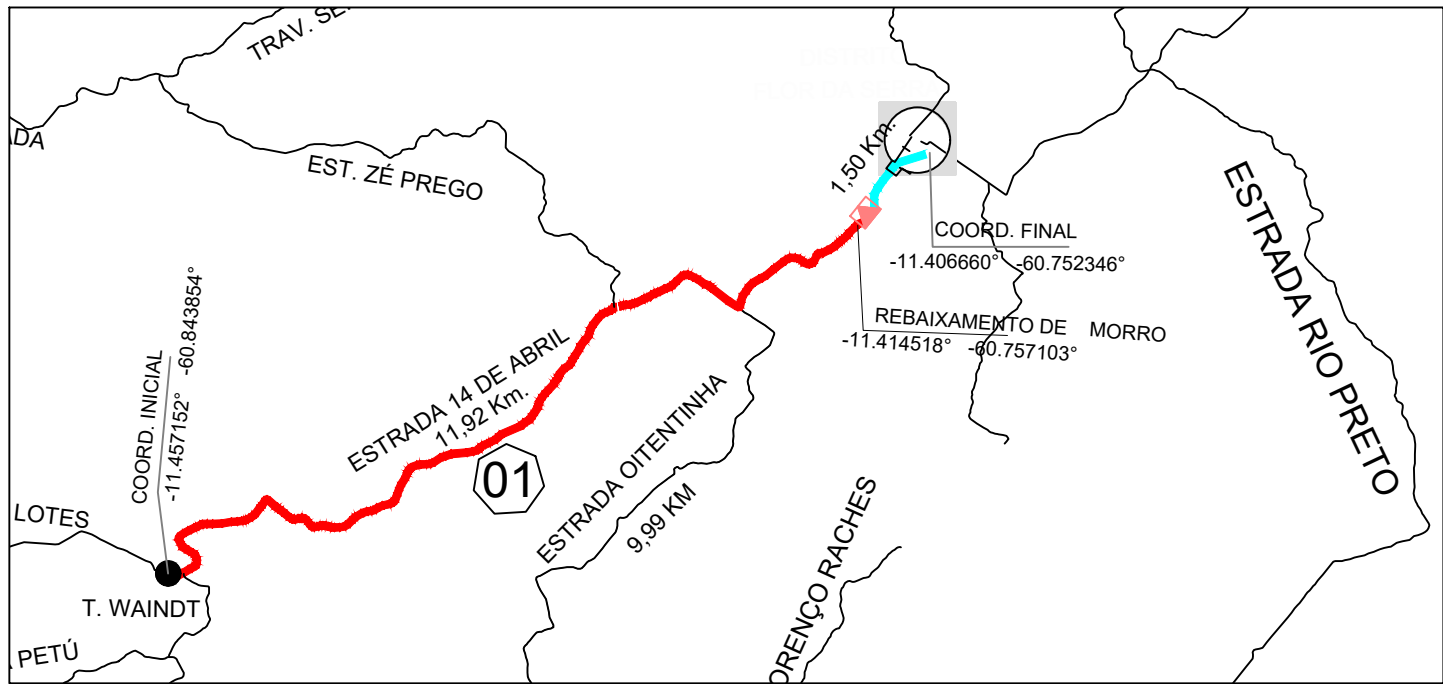 TRAV. SE
ADA
EST. ZÉ PREGO
1,50 Km.
COORD. FINAL
-11.406660° -60.752346°
REBAIXAMENTO DE MORRO
-11.414518° -60.757103°
ESTRADA RIO PRETO
COORD. INICIAL
-11.457152° -60.843854°
ESTRADA 14 DE ABRIL
11,92 Km.
01
ESTRADA OITENTINHA
9,99 KM
LOTES
T. WAINDT
PETÚ
ORENÇO RACHES